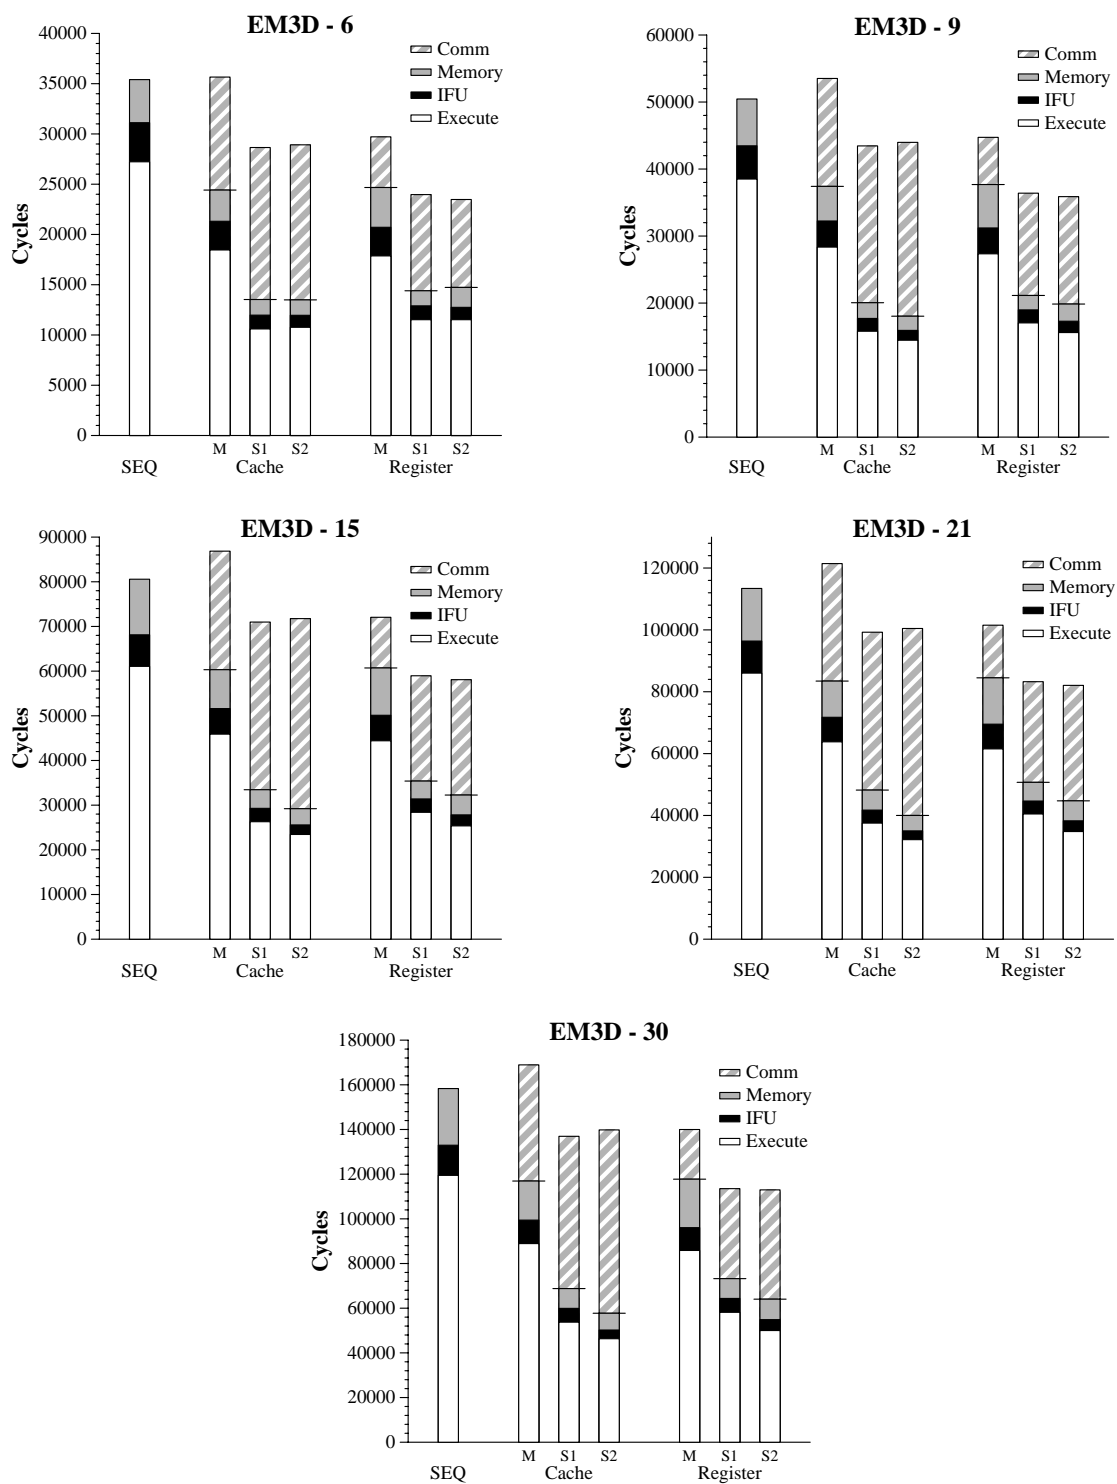 EM3D - 6
40000
35000
30000
25000
20000
15000
10000
5000
0
Cycles
Comm
Memory
IFU
Execute
M S1 S2 M S1 S2
SEQ Cache Register
EM3D - 9
60000
50000
40000
30000
20000
10000
0
Cycles
Comm
Memory
IFU
Execute
M S1 S2 M S1 S2
SEQ Cache Register
EM3D - 15
90000
80000
70000
60000
50000
40000
30000
20000
10000
0
Cycles
Comm
Memory
IFU
Execute
M S1 S2 M S1 S2
SEQ Cache Register
EM3D - 21
120000
100000
80000
60000
40000
20000
0
Cycles
Comm
Memory
IFU
Execute
M S1 S2 M S1 S2
SEQ Cache Register
EM3D - 30
180000
160000
140000
120000
100000
80000
60000
40000
20000
0
Cycles
Comm
Memory
IFU
Execute
M S1 S2 M S1 S2
SEQ Cache Register